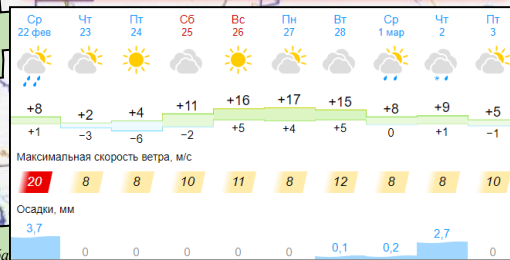 Ср Чт Пт Сб Вс Пн Вт Ср Чт Пт
22 фев 23 24 25 26 27 28 1 мар 2 3
+8 +2 +4 +11 +16 +17 +15 +8 +9 +5
+1 −3 −6 −2 +5 +4 +5 0 +1 −1
Максимальная скорость ветра, м/с
20 8 8 10 11 8 12 8 8 10
Осадки, мм
3,7 0 0 0 0 0 0,1 0,2 2,7 0